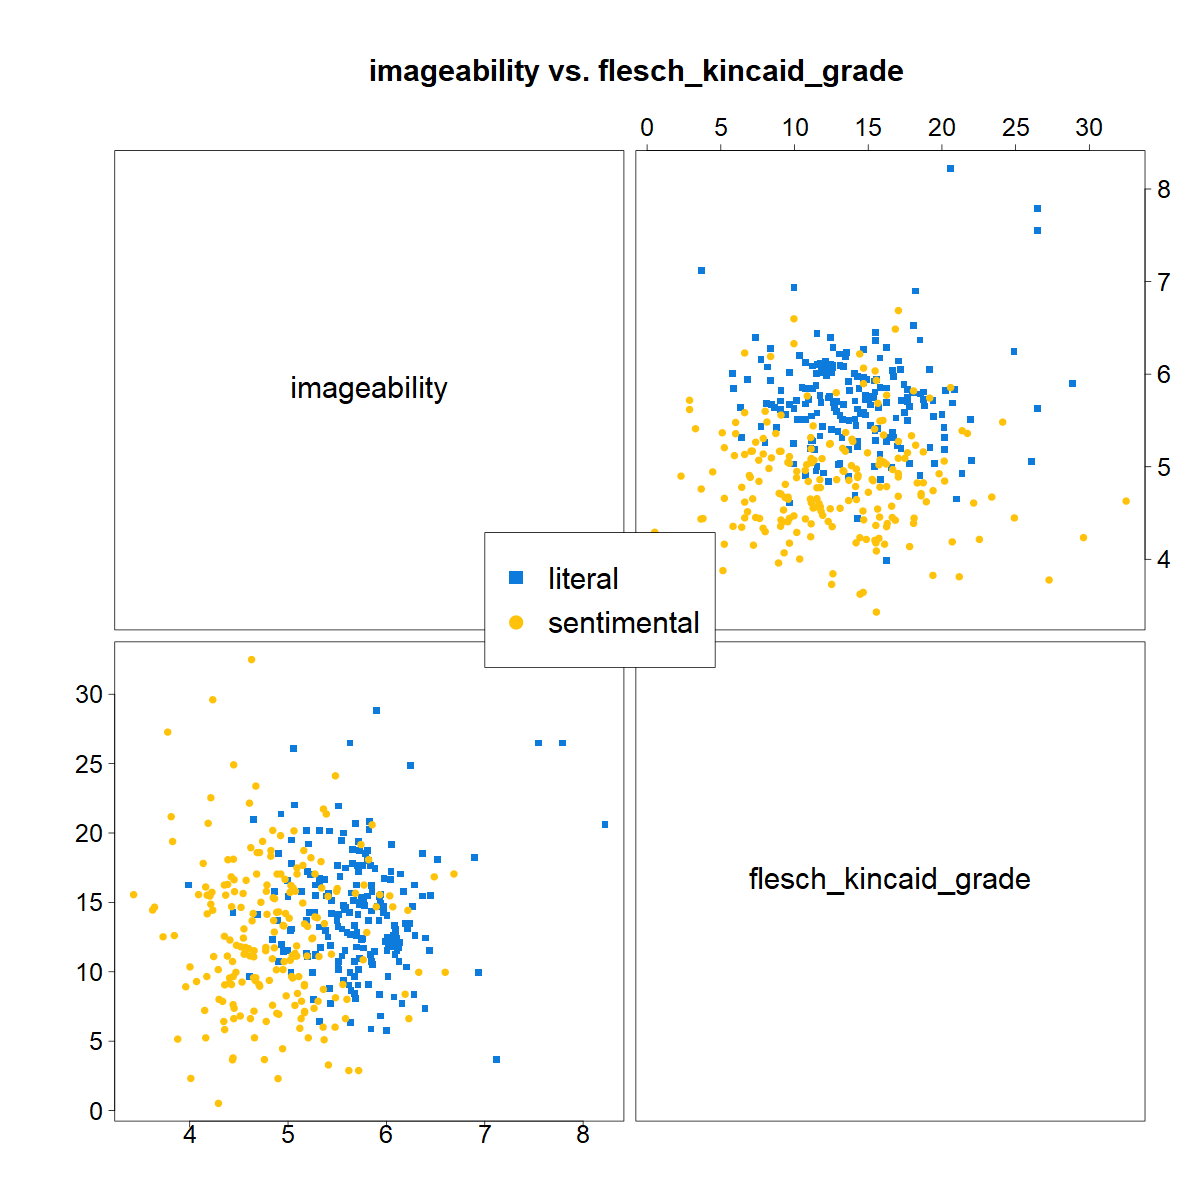 imageability vs. flesch_kincaid_grade
0 5 10 15 20 25 30
imageability
8
7
6
5
4
literal
sentimental
30
25
20
15
10
5
0
flesch_kincaid_grade
4 5 6 7 8